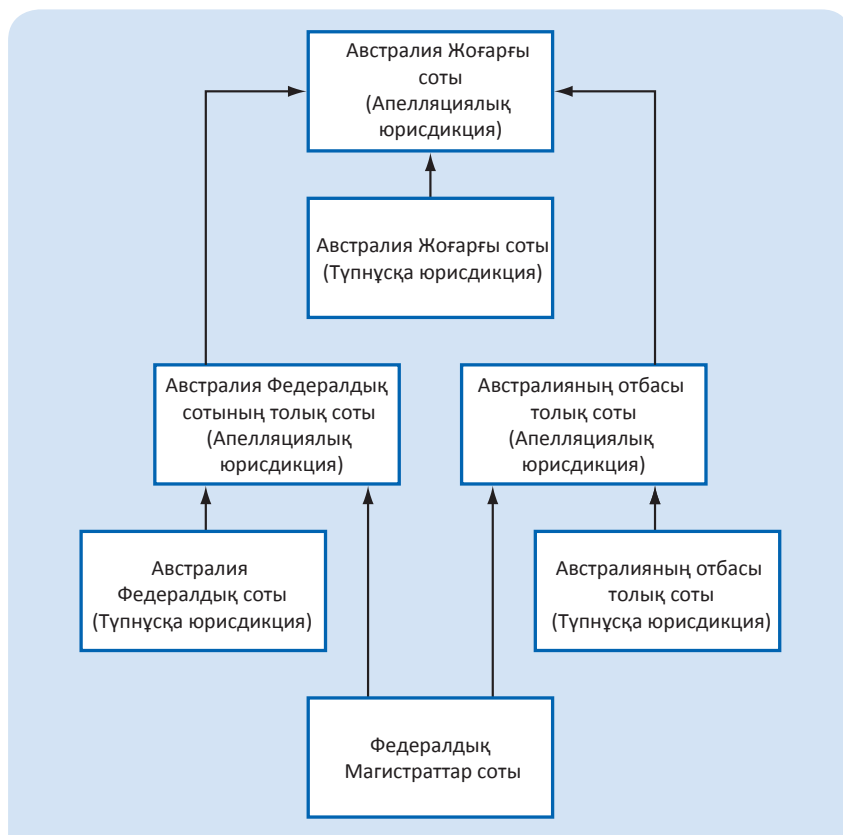 Австралия Жоғарғы
соты
(Апелляциялық
юрисдикция)
Австралия Жоғарғы соты
(Түпнұсқа юрисдикция)
Австралия Федералдық
сотының толық соты
(Апелляциялық
юрисдикция)
Австралияның отбасы
толық соты
(Апелляциялық
юрисдикция)
Австралия
Федералдық соты
(Түпнұсқа юрисдикция)
Австралияның отбасы
толық соты
(Түпнұсқа юрисдикция)
Федералдық
Магистраттар соты